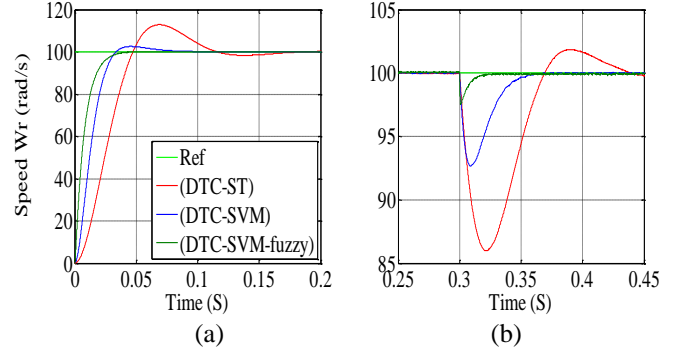 Speed Wr (rad/s)
120
100
80
60
40
20
0
Ref
(DTC-ST)
(DTC-SVM)
(DTC-SVM-fuzzy)
0 0.05 0.1 0.15 0.2
Time (S)
(a)
105
100
95
90
85
0.25 0.3 0.35 0.4 0.45
Time (S)
(b)